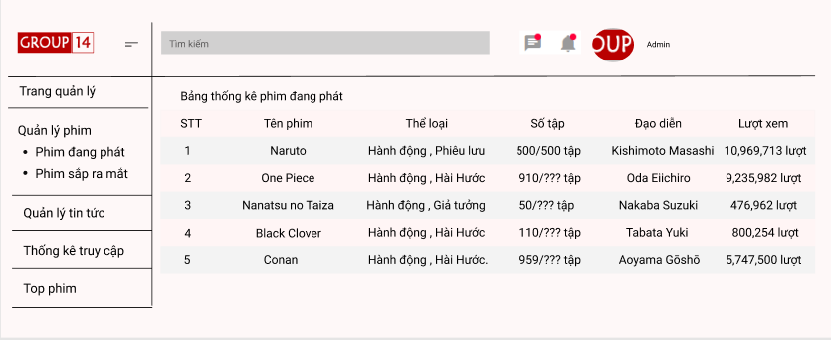 GROUP 14
Tìm kiếm
OUP
Admin
Trang quản lý
Quản lý phim
Phim đang phát
Phim sắp ra mắt
Quản lý tin tức
Thống kê truy cập
Top phim
Bảng thống kê phim đang phát
STT Tên phim Thể loại Số tập Đạo diễn Lượt xem
1 Naruto Hành động , Phiêu lưu 500/500 tập Kishimoto Masashi 10,969,713 lượt
2 One Piece Hành động , Hài Hước 910/??? tập Oda Eiichiro 9,235,982 lượt
3 Nanatsu no Taiza Hành động , Giả tưởng 50/??? tập Nakaba Suzuki 476,962 lượt
4 Black Clover Hành động , Hài Hước 110/??? tập Tabata Yuki 800,254 lượt
5 Conan Hành động , Hài Hước. 959/??? tập Aoyama Gōshō 5,747,500 lượt